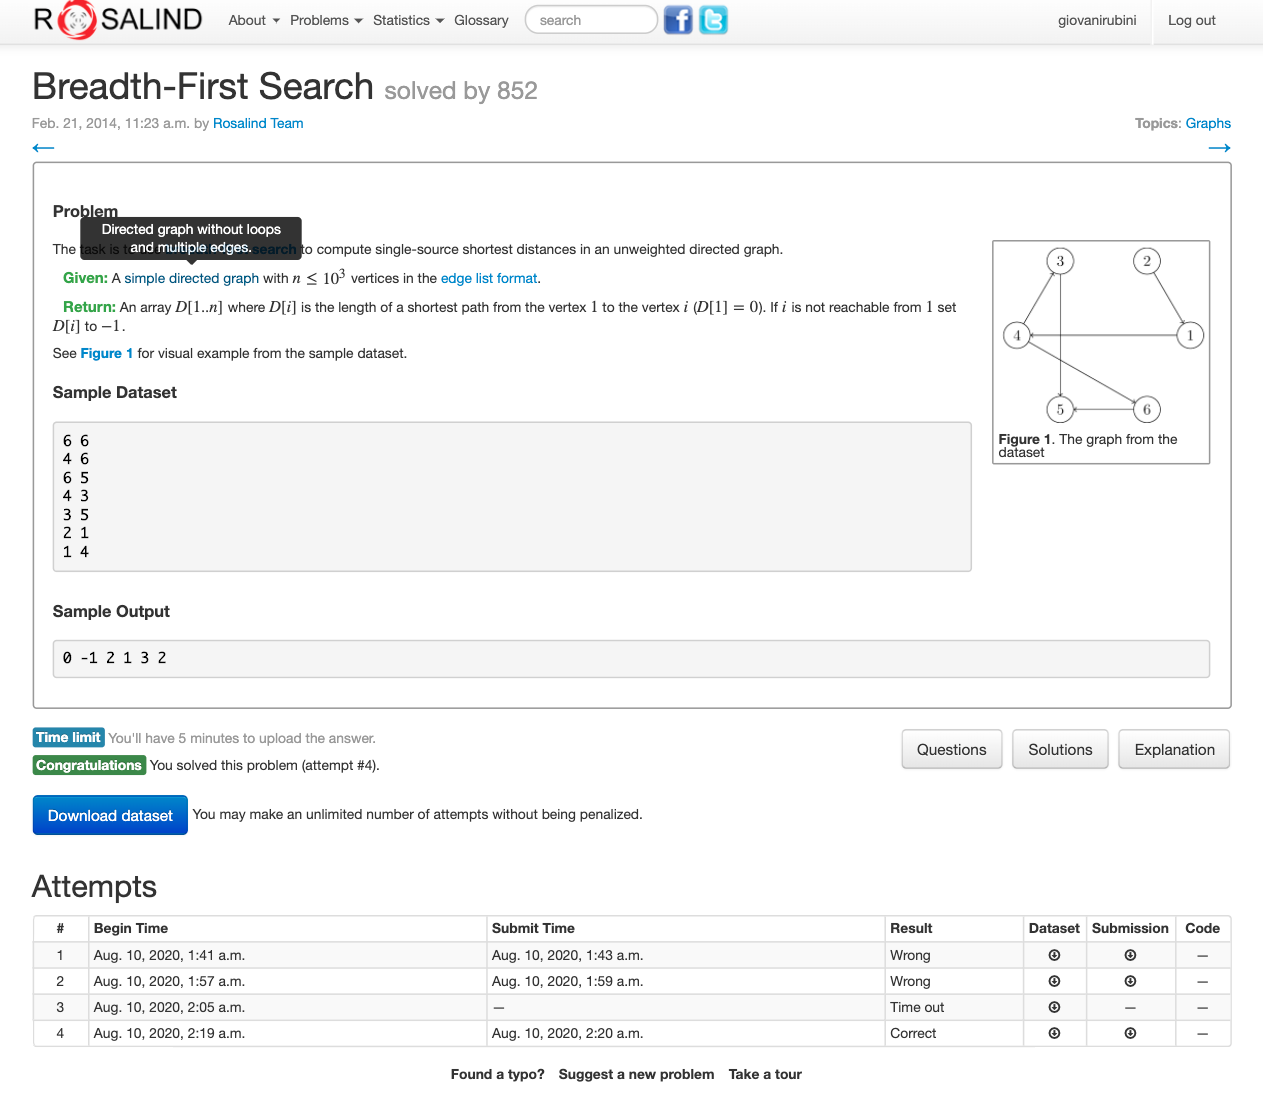 ROSALIND About Problems Statistics Glossary search giovanirubini Log out
Breadth-First Search solved by 852
Feb. 21, 2014, 11:23 a.m. by Rosalind Team Topics: Graphs
← →
Problem
Directed graph without loops
and multiple edges.
The task is to use breadth-first search to compute single-source shortest distances in an unweighted directed graph.
Given: A simple directed graph with n ≤ 10³ vertices in the edge list format.
Return: An array D[1..n] where D[i] is the length of a shortest path from the vertex 1 to the vertex i (D[1] = 0). If i is not reachable from 1 set
D[i] to −1.
See Figure 1 for visual example from the sample dataset.
3 2
4 1
5 6
Figure 1. The graph from the
dataset
Sample Dataset
6 6
4 6
6 5
4 3
3 5
2 1
1 4
Sample Output
0 -1 2 1 3 2
Time limit You'll have 5 minutes to upload the answer.
Congratulations You solved this problem (attempt #4).
Questions Solutions Explanation
Download dataset You may make an unlimited number of attempts without being penalized.
Attempts
# Begin Time Submit Time Result Dataset Submission Code
1 Aug. 10, 2020, 1:41 a.m. Aug. 10, 2020, 1:43 a.m. Wrong —
2 Aug. 10, 2020, 1:57 a.m. Aug. 10, 2020, 1:59 a.m. Wrong —
3 Aug. 10, 2020, 2:05 a.m. — Time out — —
4 Aug. 10, 2020, 2:19 a.m. Aug. 10, 2020, 2:20 a.m. Correct —
Found a typo? Suggest a new problem Take a tour